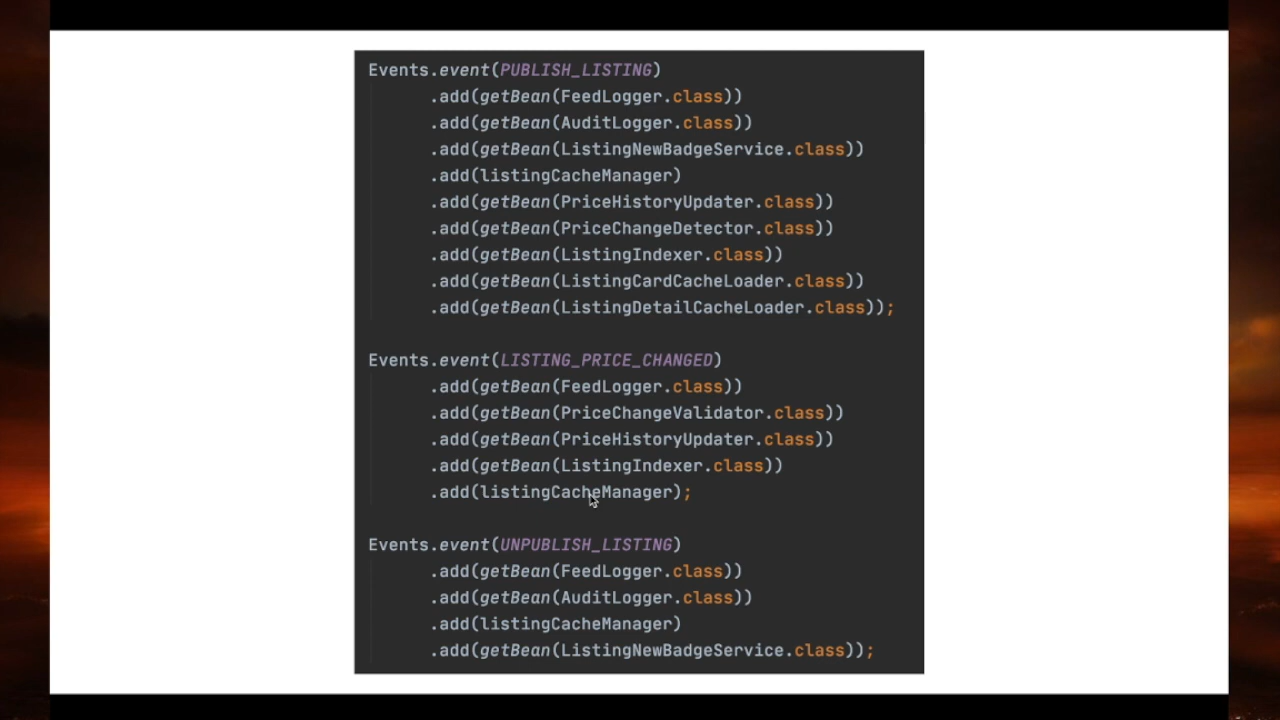 Events.event(PUBLISH_LISTING)
.add(getBean(FeedLogger.class))
.add(getBean(AuditLogger.class))
.add(getBean(ListingNewBadgeService.class))
.add(listingCacheManager)
.add(getBean(PriceHistoryUpdater.class))
.add(getBean(PriceChangeDetector.class))
.add(getBean(ListingIndexer.class))
.add(getBean(ListingCardCacheLoader.class))
.add(getBean(ListingDetailCacheLoader.class));
Events.event(LISTING_PRICE_CHANGED)
.add(getBean(FeedLogger.class))
.add(getBean(PriceChangeValidator.class))
.add(getBean(PriceHistoryUpdater.class))
.add(getBean(ListingIndexer.class))
.add(listingCacheManager);
Events.event(UNPUBLISH_LISTING)
.add(getBean(FeedLogger.class))
.add(getBean(AuditLogger.class))
.add(listingCacheManager)
.add(getBean(ListingNewBadgeService.class));